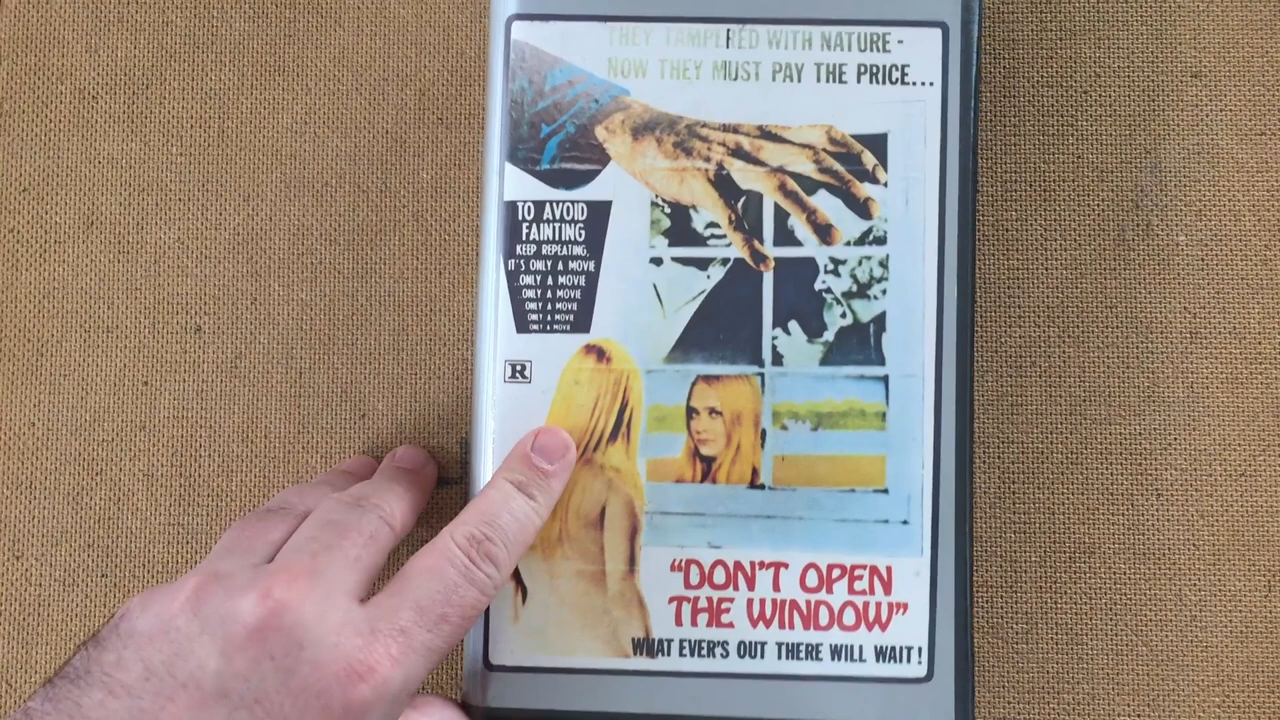 THEY TAMPERED WITH NATURE -
NOW THEY MUST PAY THE PRICE...
TO AVOID
FAINTING
KEEP REPEATING,
IT'S ONLY A MOVIE
..ONLY A MOVIE
..ONLY A MOVIE
ONLY A MOVIE
ONLY A MOVIE
ONLY A MOVIE
R
"DON'T OPEN
THE WINDOW"
WHAT EVER'S OUT THERE WILL WAIT!